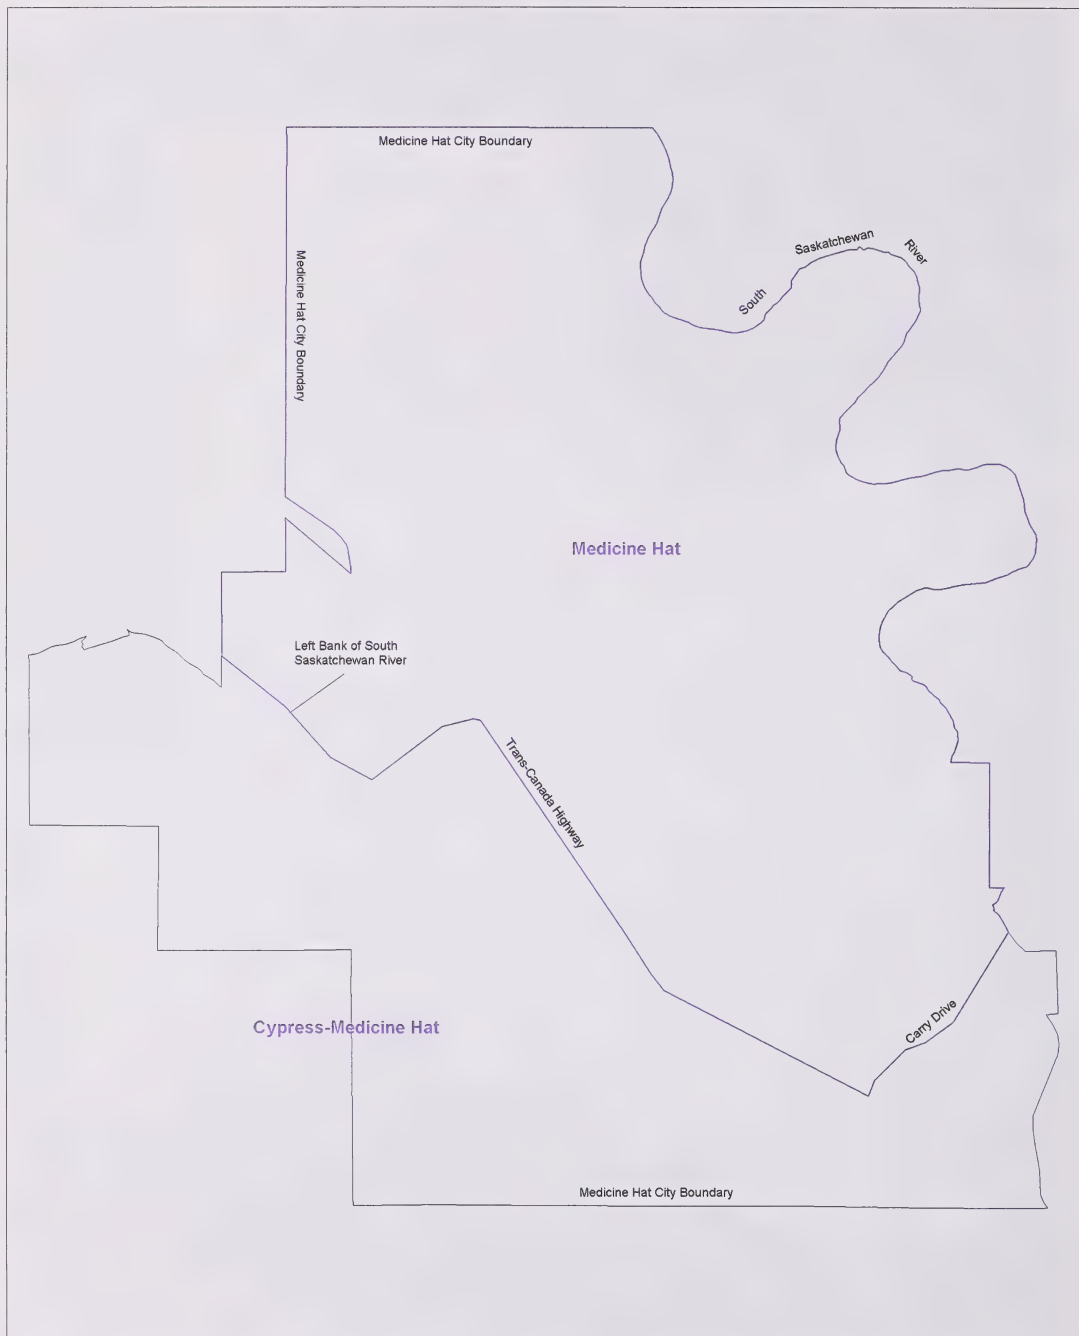 Medicine Hat City Boundary
Medicine Hat City Boundary
South Saskatchewan River
Medicine Hat
Left Bank of South
Saskatchewan River
Trans-Canada Highway
Carry Drive
Cypress-Medicine Hat
Medicine Hat City Boundary